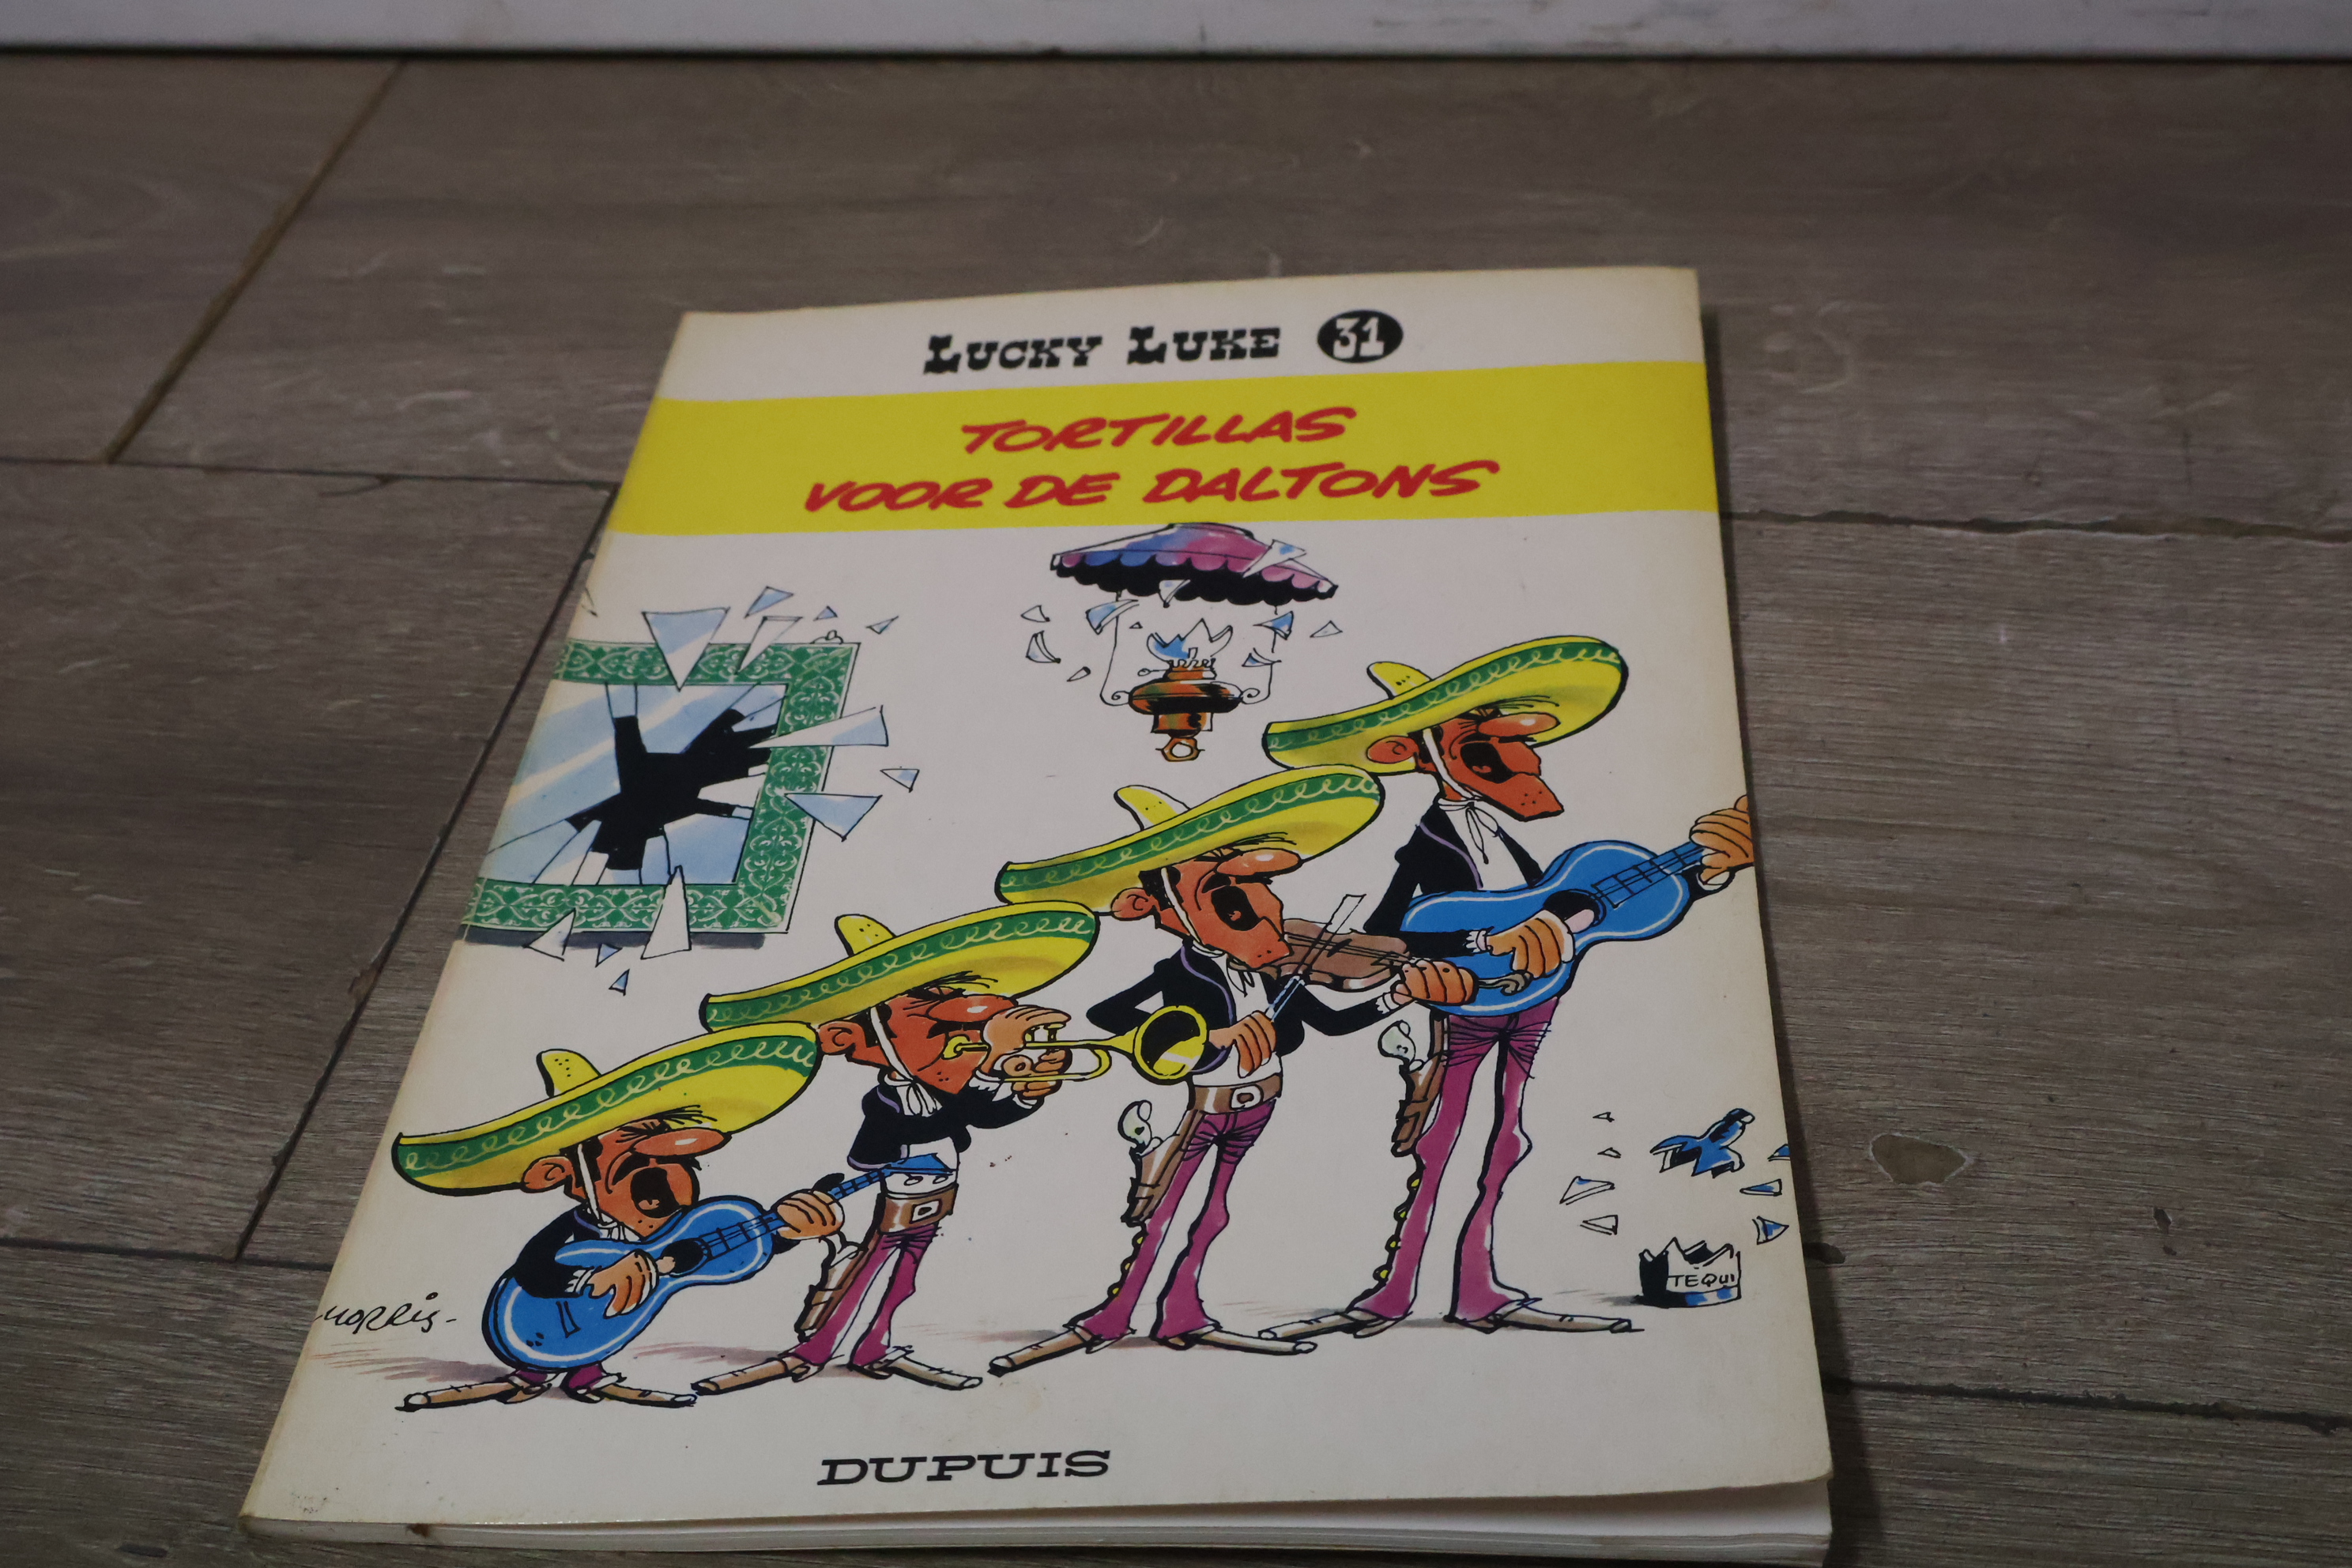 LUCKY LUKE 31
TORTILLAS
VOOR DE DALTONS
TEQUI
MORRIS
DUPUIS